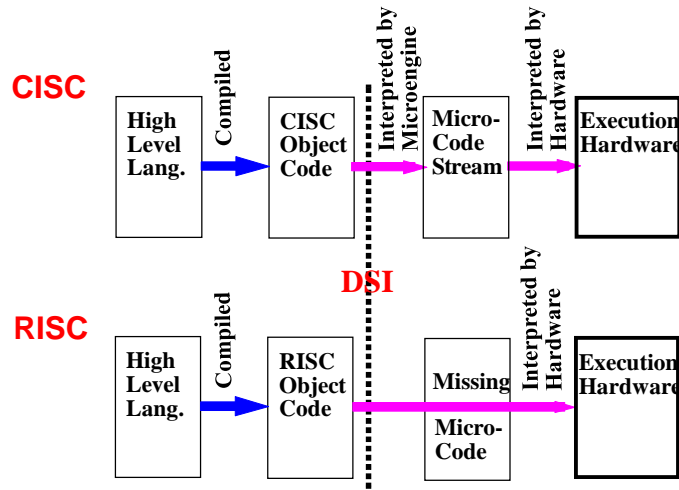 CISC
High
Level
Lang.
Compiled
CISC
Object
Code
Interpreted by
Microengine
Micro-
Code
Stream
Interpreted by
Hardware
Execution
Hardware
DSI
RISC
High
Level
Lang.
Compiled
RISC
Object
Code
Missing
Micro-
Code
Interpreted by
Hardware
Execution
Hardware